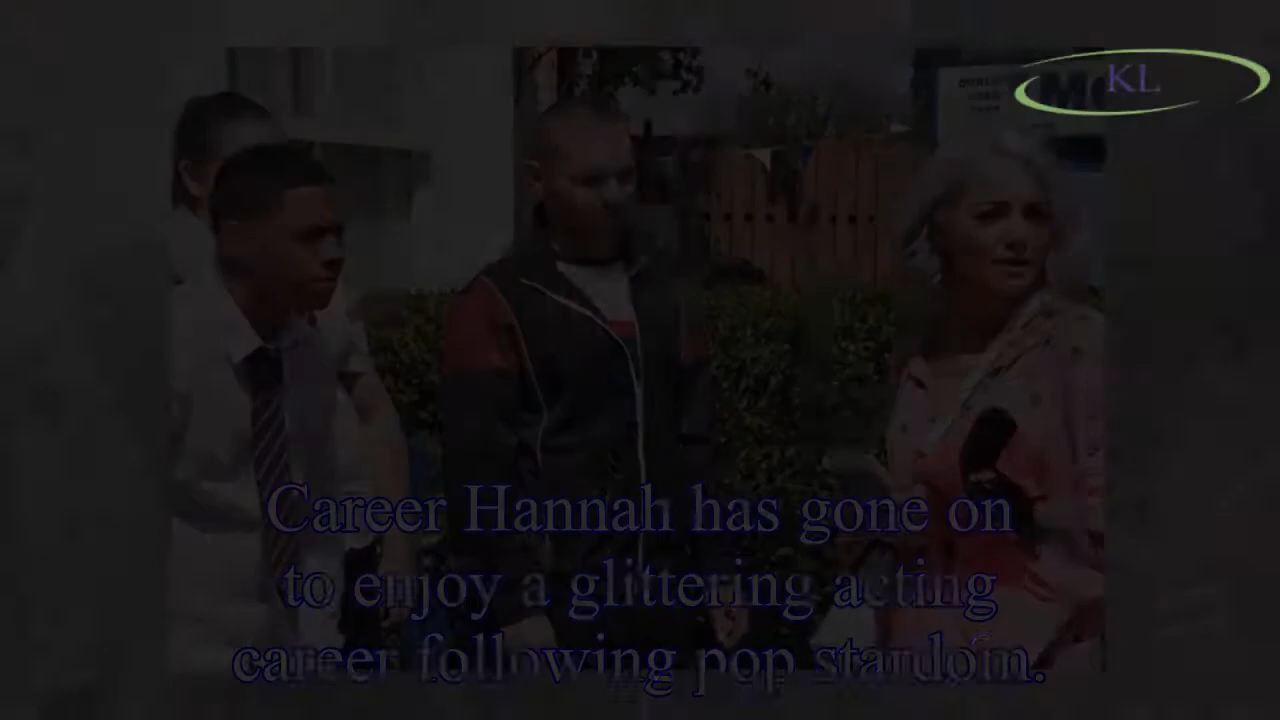 KL
Career Hannah has gone on
to enjoy a glittering acting
career following pop stardom.